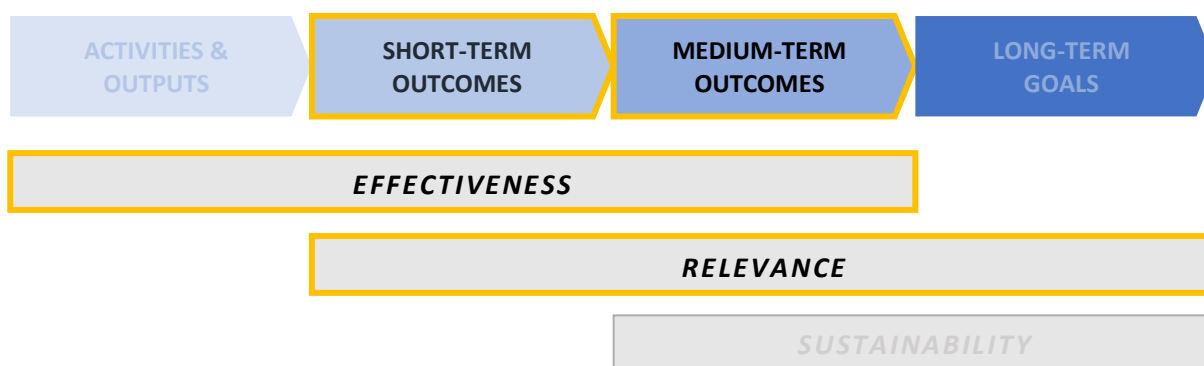 ACTIVITIES &
OUTPUTS
SHORT-TERM
OUTCOMES
MEDIUM-TERM
OUTCOMES
LONG-TERM
GOALS
EFFECTIVENESS
RELEVANCE
SUSTAINABILITY